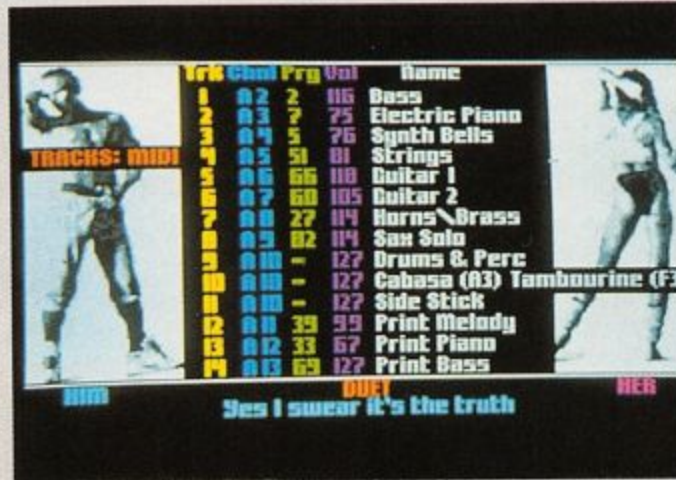 Trk Chnl Prg Vol Name
1 A2 2 116 Bass
2 A3 7 75 Electric Piano
3 A4 5 76 Synth Bells
TRACKS: MIDI
4 A5 51 81 Strings
5 A6 66 118 Guitar 1
6 A7 60 105 Guitar 2
7 A8 27 114 Horns\Brass
8 A9 82 114 Sax Solo
9 A10 - 127 Drums & Perc
10 A10 - 127 Cabasa (A3) Tambourine (F3
11 A10 - 127 Side Stick
12 A11 39 99 Print Melody
13 A12 33 67 Print Piano
14 A13 69 127 Print Bass
HIM
DUET
HER
Yes I swear it's the truth